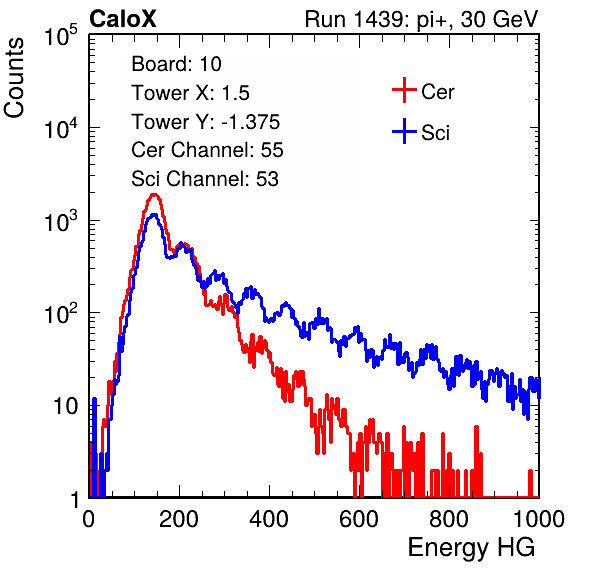 CaloX Run 1439: pi+, 30 GeV
Counts
Board: 10
Tower X: 1.5
Tower Y: -1.375
Cer Channel: 55
Sci Channel: 53
Cer
Sci
10^5
10^4
10^3
10^2
10
1
0 200 400 600 800 1000
Energy HG